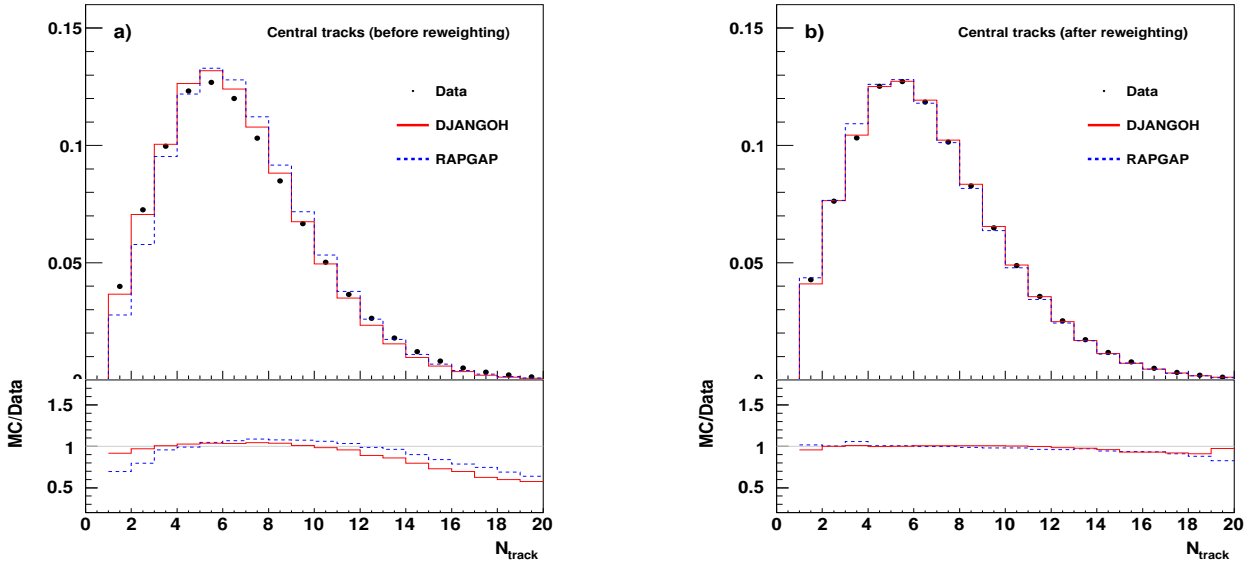 0.15
a)
Central tracks (before reweighting)
Data
DJANGOH
RAPGAP
0.1
0.05
0
MC/Data
1.5
1
0.5
0 2 4 6 8 10 12 14 16 18 20
N_track
0.15
b)
Central tracks (after reweighting)
Data
DJANGOH
RAPGAP
0.1
0.05
0
MC/Data
1.5
1
0.5
0 2 4 6 8 10 12 14 16 18 20
N_track